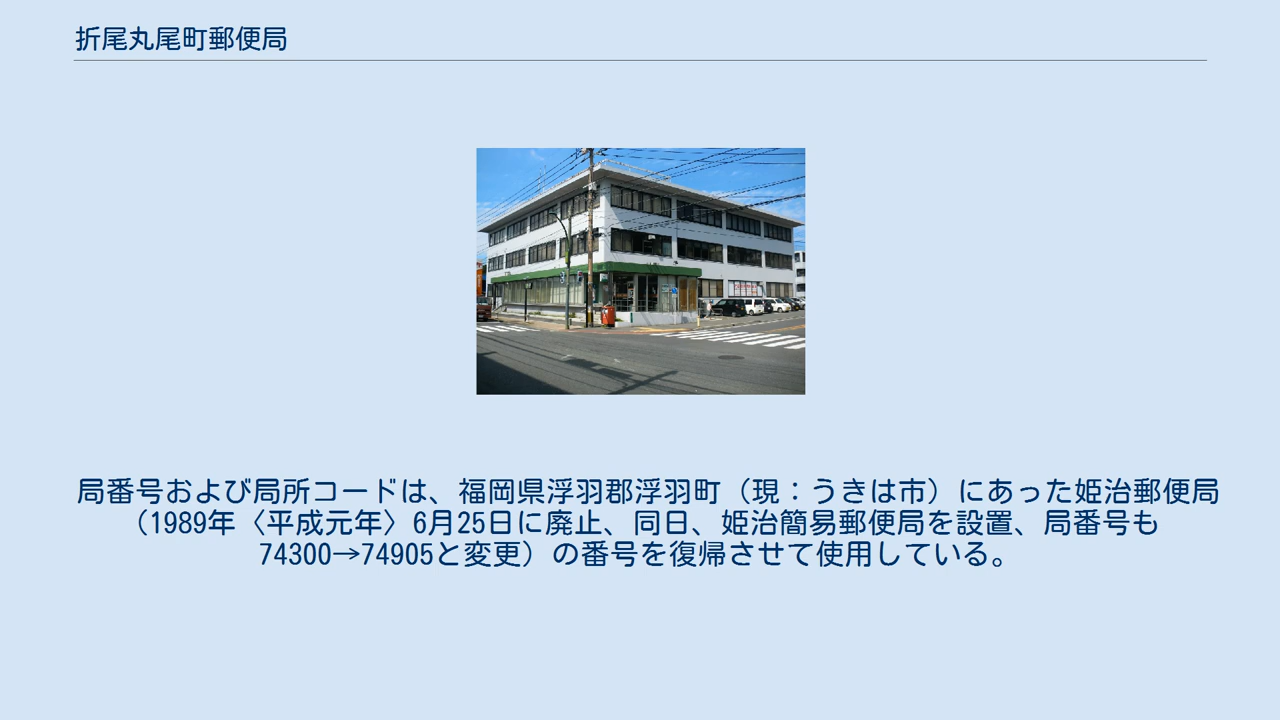 折尾丸尾町郵便局
局番号および局所コードは、福岡県浮羽郡浮羽町（現：うきは市）にあった姫治郵便局
（1989年〈平成元年〉6月25日に廃止、同日、姫治簡易郵便局を設置、局番号も
74300→74905と変更）の番号を復帰させて使用している。